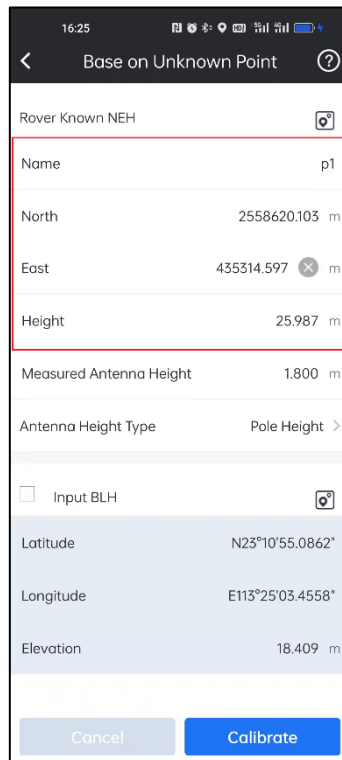 16:25
Base on Unknown Point
Rover Known NEH
Name p1
North 2558620.103 m
East 435314.597 m
Height 25.987 m
Measured Antenna Height 1.800 m
Antenna Height Type Pole Height
Input BLH
Latitude N23°10'55.0862"
Longitude E113°25'03.4558"
Elevation 18.409 m
Cancel Calibrate